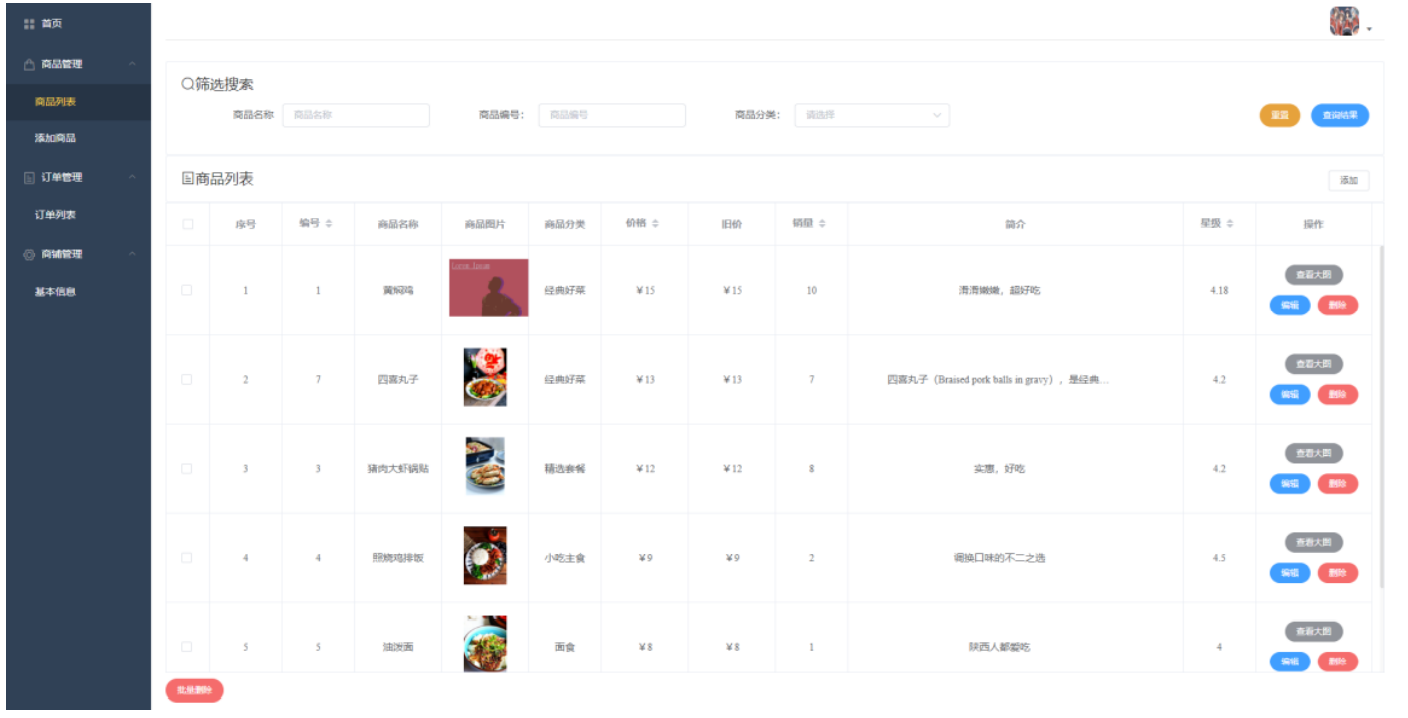 首页
商品管理
商品列表
添加商品
订单管理
订单列表
商铺管理
基本信息
筛选搜索
商品名称 商品名称 商品编号： 商品编号 商品分类： 请选择 重置 查询结果
商品列表 添加
序号 编号 商品名称 商品图片 商品分类 价格 旧价 销量 简介 星级 操作
Lorem Ipsum
1 1 黄焖鸡 经典好菜 ￥15 ￥15 10 滑滑嫩嫩，超好吃 4.18 查看大图 编辑 删除
2 7 四喜丸子 经典好菜 ￥13 ￥13 7 四喜丸子（Braised pork balls in gravy），是经典... 4.2 查看大图 编辑 删除
3 3 猪肉大虾锅贴 精选套餐 ￥12 ￥12 8 实惠，好吃 4.2 查看大图 编辑 删除
4 4 照烧鸡排饭 小吃主食 ￥9 ￥9 2 调换口味的不二之选 4.5 查看大图 编辑 删除
5 5 油泼面 面食 ￥8 ￥8 1 陕西人都爱吃 4 查看大图 编辑 删除
批量删除